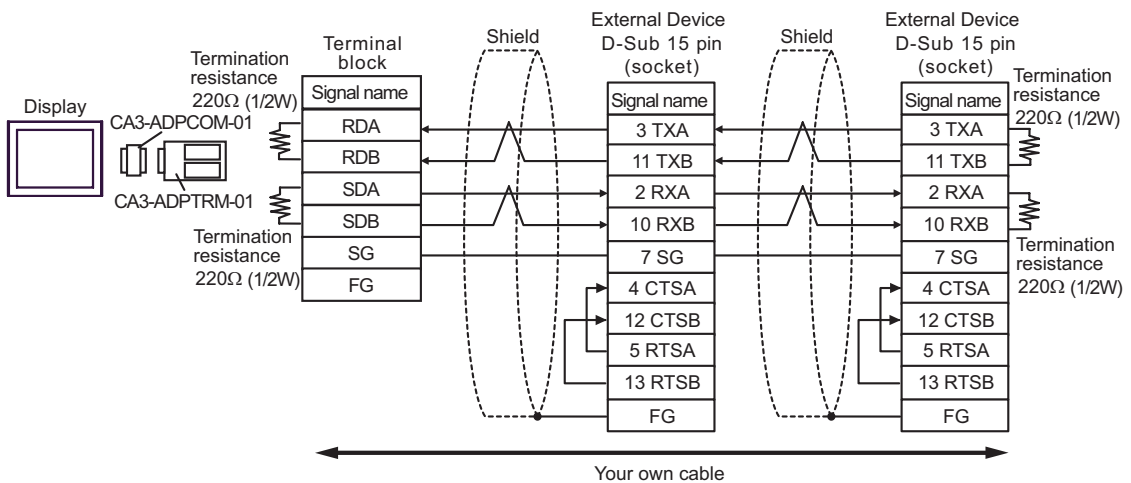 Display
CA3-ADPCOM-01
CA3-ADPTRM-01
Termination
resistance
220Ω (1/2W)
Termination
resistance
220Ω (1/2W)
Terminal
block
Signal name
RDA
RDB
SDA
SDB
SG
FG
Shield
External Device
D-Sub 15 pin
(socket)
Signal name
3 TXA
11 TXB
2 RXA
10 RXB
7 SG
4 CTSA
12 CTSB
5 RTSA
13 RTSB
FG
Shield
External Device
D-Sub 15 pin
(socket)
Signal name
3 TXA
11 TXB
2 RXA
10 RXB
7 SG
4 CTSA
12 CTSB
5 RTSA
13 RTSB
FG
Termination
resistance
220Ω (1/2W)
Termination
resistance
220Ω (1/2W)
Your own cable